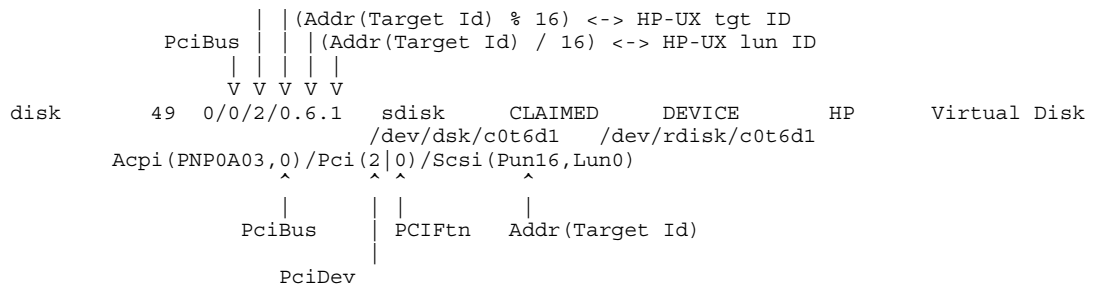 | |(Addr(Target Id) % 16) <-> HP-UX tgt ID
PciBus | | |(Addr(Target Id) / 16) <-> HP-UX lun ID
| | | | |
V V V V V
disk 49 0/0/2/0.6.1 sdisk CLAIMED DEVICE HP Virtual Disk
/dev/dsk/c0t6d1 /dev/rdisk/c0t6d1
Acpi(PNP0A03,0)/Pci(2|0)/Scsi(Pun16,Lun0)
^ ^ ^ ^
| | | |
PciBus | PCIFtn Addr(Target Id)
|
PciDev